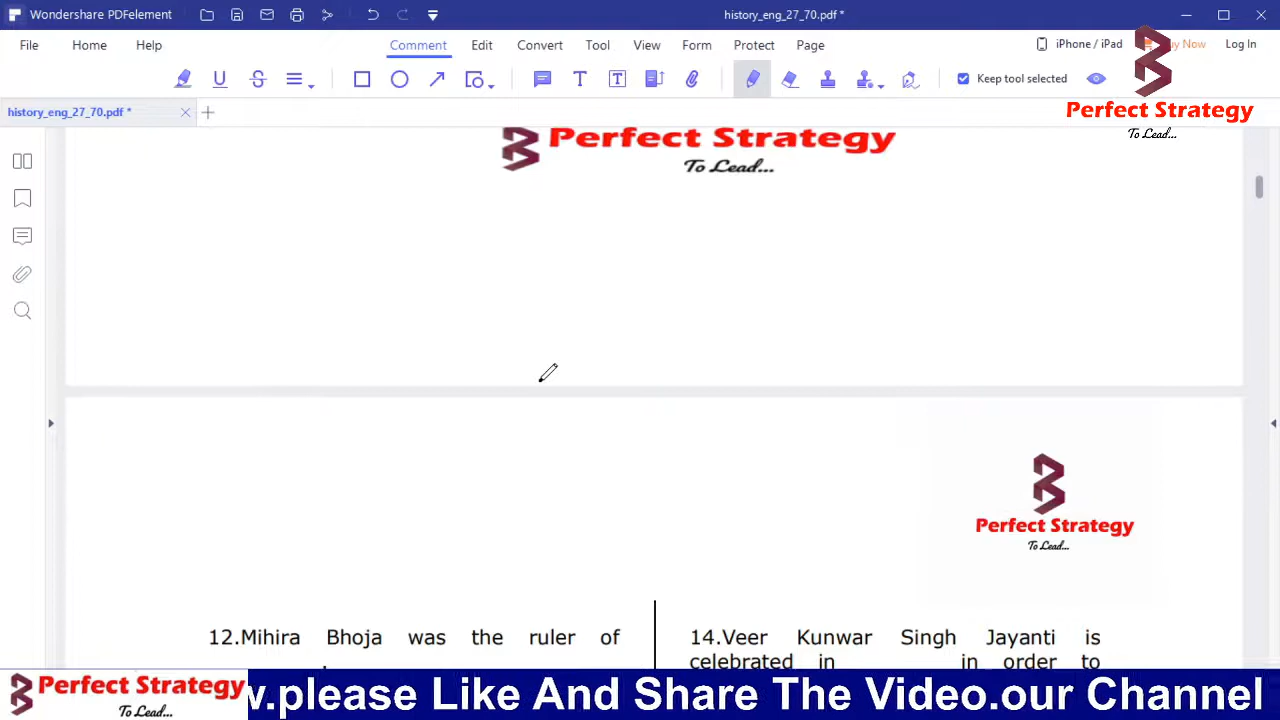 Wondershare PDFelement
history_eng_27_70.pdf *
File Home Help
Comment Edit Convert Tool View Form Protect Page
iPhone / iPad
Buy Now
Log In
Keep tool selected
history_eng_27_70.pdf *
Perfect Strategy
To Lead...
Perfect Strategy
To Lead...
Perfect Strategy
To Lead...
12.Mihira Bhoja was the ruler of
14.Veer Kunwar Singh Jayanti is
celebrated in in order to
Perfect Strategy
To Lead...
w.please Like And Share The Video.our Channel